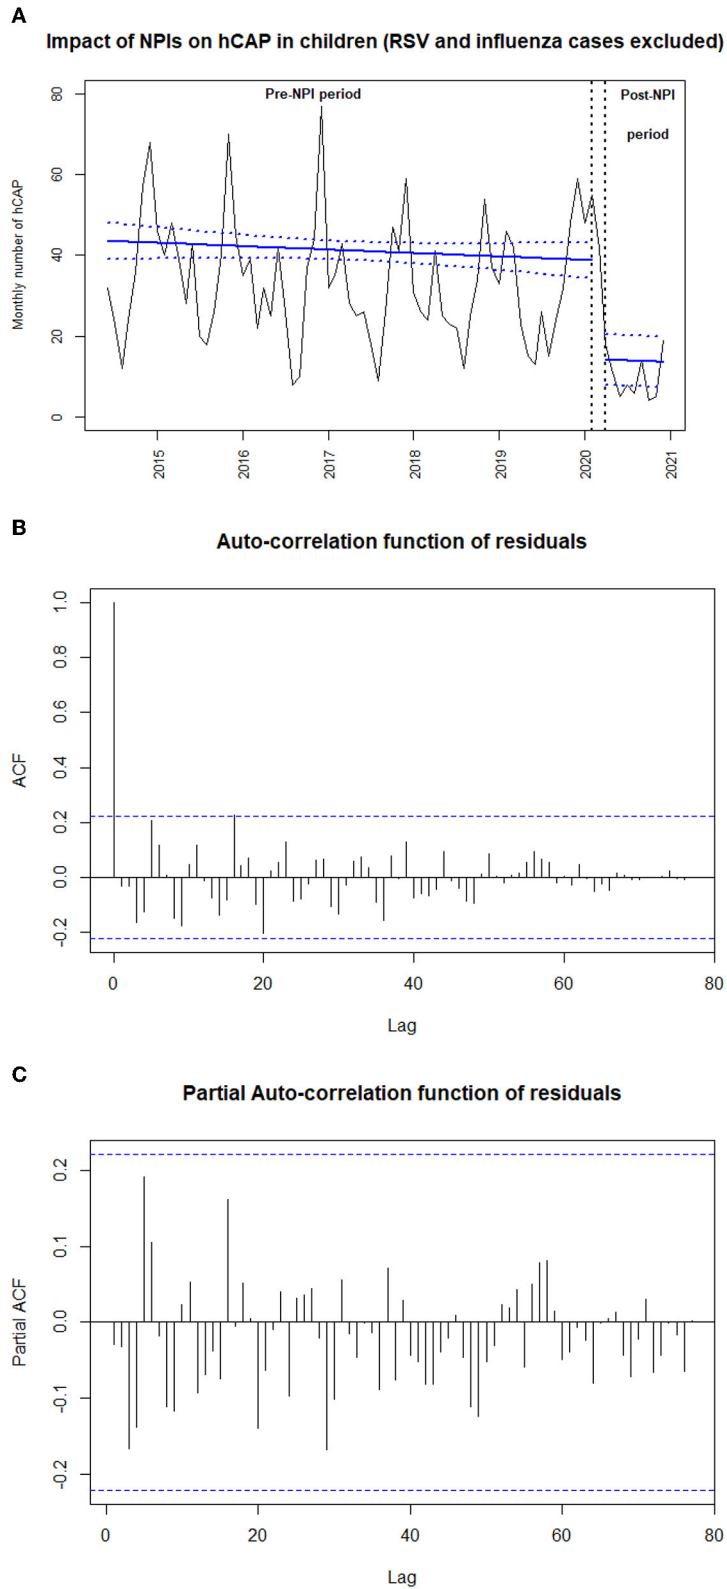 A
Impact of NPIs on hCAP in children (RSV and influenza cases excluded)
Pre-NPI period
Post-NPI
period
Monthly number of hCAP
80
60
40
20
0
2015
2016
2017
2018
2019
2020
2021
B
Auto-correlation function of residuals
ACF
1.0
0.8
0.6
0.4
0.2
0.0
-0.2
0
20
40
60
80
Lag
C
Partial Auto-correlation function of residuals
Partial ACF
0.2
0.1
0.0
-0.1
-0.2
0
20
40
60
80
Lag